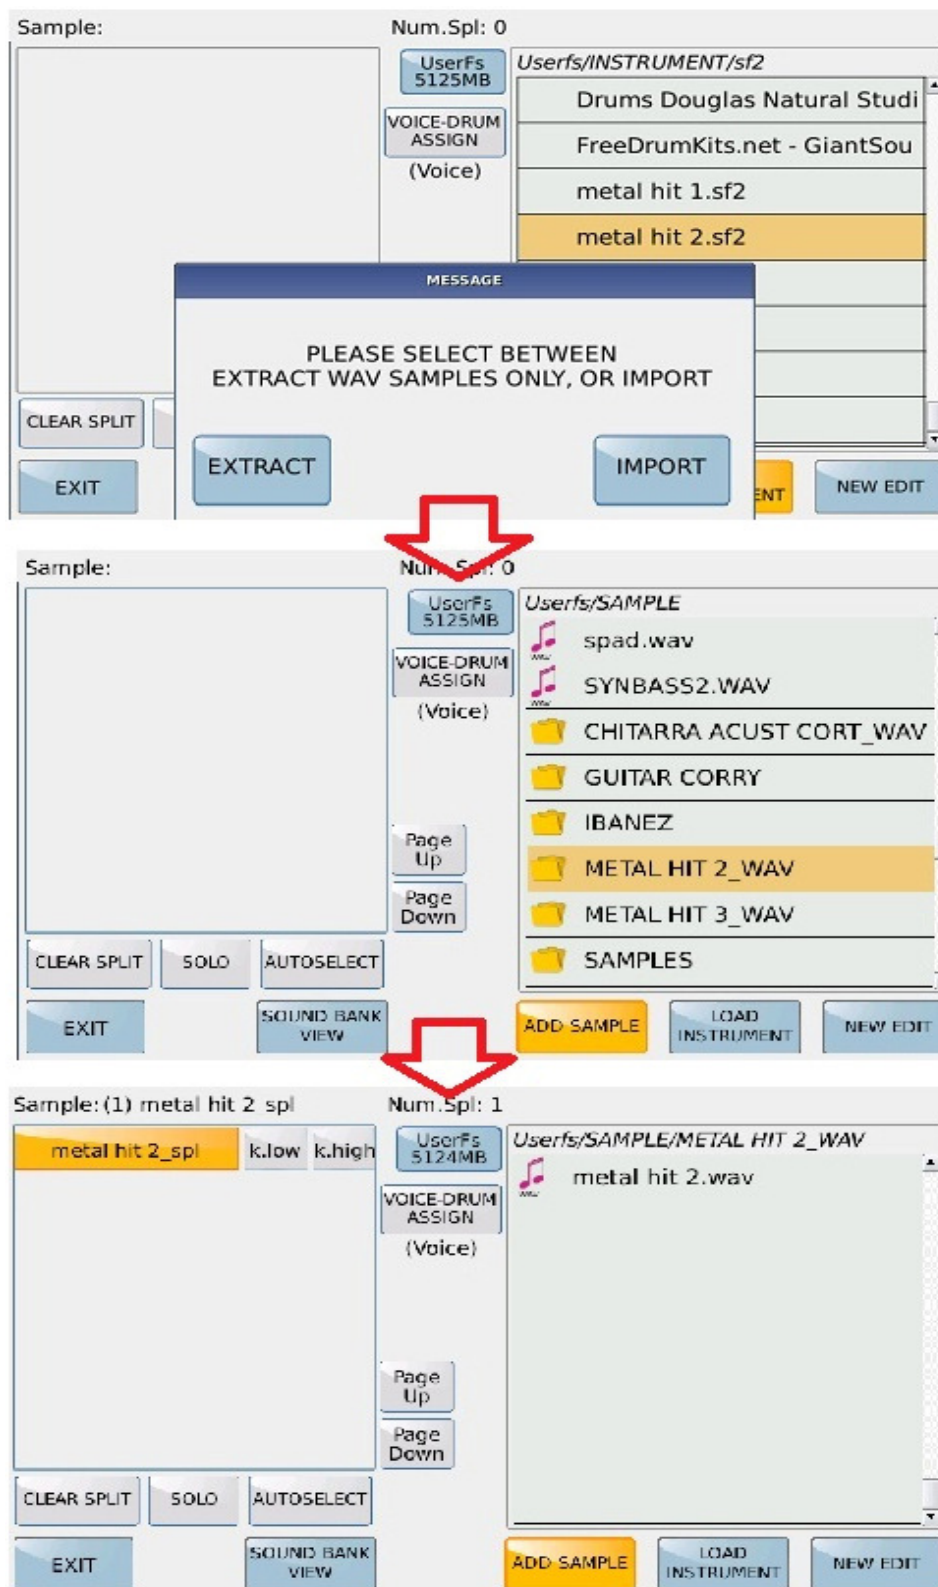 Sample:
Num.Spl: 0
UserFs
5125MB
Userfs/INSTRUMENT/sf2
VOICE-DRUM
ASSIGN
(Voice)
Drums Douglas Natural Studi
FreeDrumKits.net - GiantSou
metal hit 1.sf2
metal hit 2.sf2
MESSAGE
PLEASE SELECT BETWEEN
EXTRACT WAV SAMPLES ONLY, OR IMPORT
EXTRACT
IMPORT
CLEAR SPLIT
EXIT
ENT
NEW EDIT
Sample:
Num.Spl: 0
UserFs
5125MB
Userfs/SAMPLE
VOICE-DRUM
ASSIGN
(Voice)
spad.wav
SYNBASS2.WAV
CHITARRA ACUST CORT_WAV
GUITAR CORRY
IBANEZ
METAL HIT 2_WAV
METAL HIT 3_WAV
SAMPLES
Page
Up
Page
Down
CLEAR SPLIT
SOLO
AUTOSELECT
EXIT
SOUND BANK
VIEW
ADD SAMPLE
LOAD
INSTRUMENT
NEW EDIT
Sample: (1) metal hit 2_spl
Num.Spl: 1
metal hit 2_spl
k.low
k.high
UserFs
5124MB
Userfs/SAMPLE/METAL HIT 2_WAV
VOICE-DRUM
ASSIGN
(Voice)
metal hit 2.wav
Page
Up
Page
Down
CLEAR SPLIT
SOLO
AUTOSELECT
EXIT
SOUND BANK
VIEW
ADD SAMPLE
LOAD
INSTRUMENT
NEW EDIT